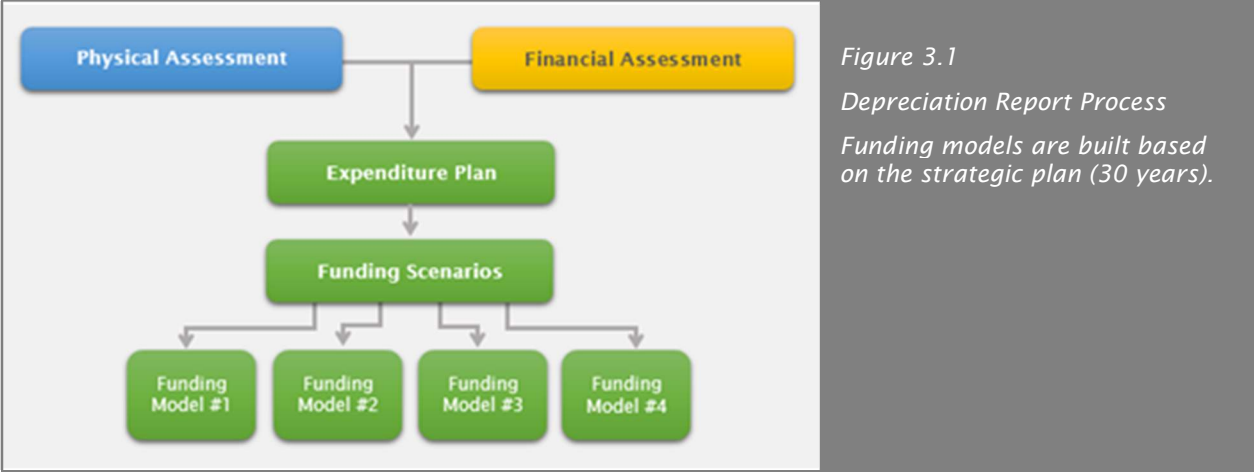 Physical Assessment
Financial Assessment
Expenditure Plan
Funding Scenarios
Funding
Model #1
Funding
Model #2
Funding
Model #3
Funding
Model #4
Figure 3.1
Depreciation Report Process
Funding models are built based
on the strategic plan (30 years).